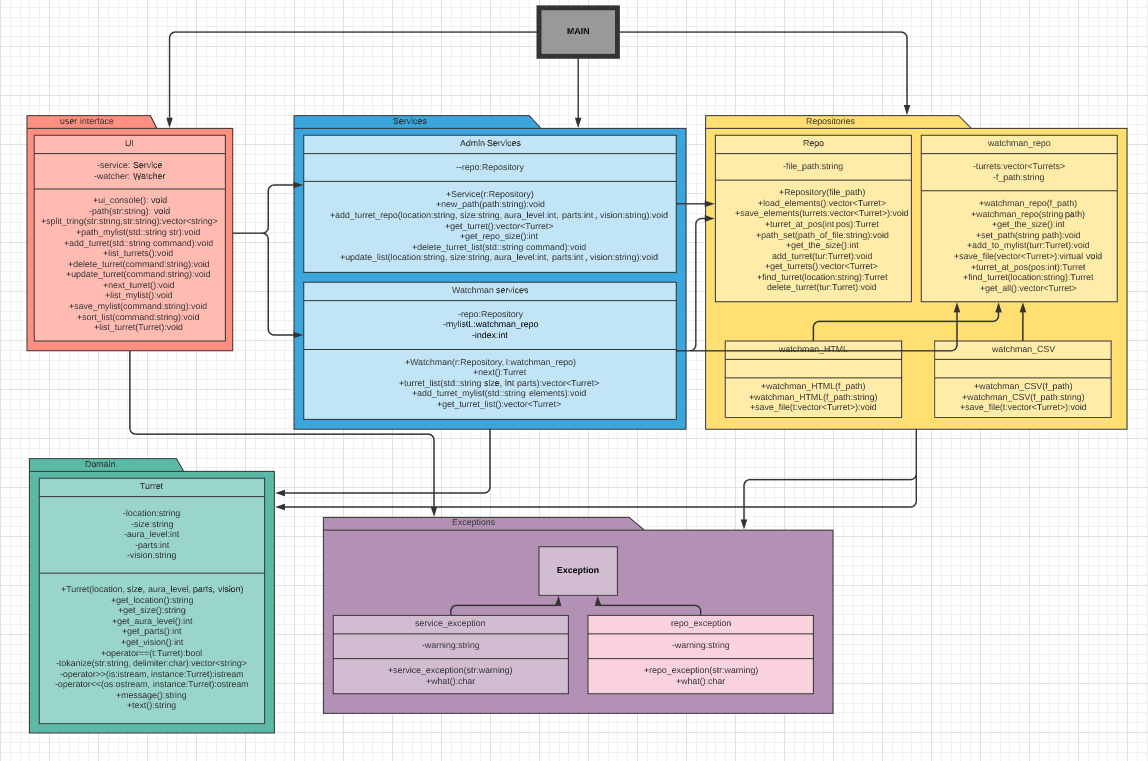 MAIN
user interface
UI
-service: Service
-watcher: Watcher
+ui_console(): void
-path(str:string): void
+split_tring(str:string,str:string):vector<string>
+path_mylist(std::string str):void
+add_turret(std::string command):void
+list_turrets():void
+delete_turret(command:string):void
+update_turret(command:string):void
+next_turret():void
+list_mylist():void
+save_mylist(command:string):void
+sort_list(command:string):void
+list_turret(Turret):void
Services
Admin Services
--repo:Repository
+Service(r:Repository)
+new_path(path:string):void
+add_turret_repo(location:string, size:string, aura_level:int, parts:int , vision:string):void
+get_turret():vector<Turret>
+get_repo_size():int
+delete_turret_list(string command):void
+update_list(location:string, size:string, aura_level:int, parts:int , vision:string):void
Watchman services
-repo:Repository
-mylistL:watchman_repo
-index:int
+Watchman(r:Repository, l:watchman_repo)
+next():Turret
+turret_list(std::string size, int parts):vector<Turret>
+add_turret_mylist(std::string elements):void
+get_turret_list():vector<Turret>
Repositories
Repo
-file_path:string
+Repository(file_path)
+load_elements():vector<Turret>
+save_elements(turrets:vector<Turret>):void
+turret_at_pos(int pos):Turret
+path_set(path_of_file:string):void
+get_the_size():int
add_turret(tur:Turret):void
+get_turrets():vector<Turret>
+find_turret(location:string):Turret
delete_turret(tur:Turret):void
watchman_repo
-turrets:vector<Turrets>
-f_path:string
+watchman_repo(f_path)
+watchman_repo(string path)
+get_the_size():int
+set_path(string path):void
+add_to_mylist(turr:Turret):void
+save_file(vector<Turret>):virtual void
+turret_at_pos(pos:int):Turret
+find_turret(location:string):Turret
+get_all():vector<Turret>
watchman_HTML
+watchman_HTML(f_path)
+watchman_HTML(f_path:string)
+save_file(t:vector<Turret>):void
watchman_CSV
+watchman_CSV(f_path)
+watchman_CSV(f_path:string)
+save_file(t:vector<Turret>):void
Domain
Turret
-location:string
-size:string
-aura_level:int
-parts:int
-vision:string
+Turret(location, size, aura_level, parts, vision)
+get_location():string
+get_size():string
+get_aura_level():int
+get_parts():int
+get_vision():int
+operator==(t:Turret):bool
-tokanize(str:string, delimiter:char):vector<string>
-operator>>(is:istream, instance:Turret):istream
-operator<<(os:ostream, instance:Turret):ostream
+message():string
+text():string
Exceptions
Exception
service_exception
-warning:string
+service_exception(str:warning)
+what():char
repo_exception
-warning:string
+repo_exception(str:warning)
+what():char